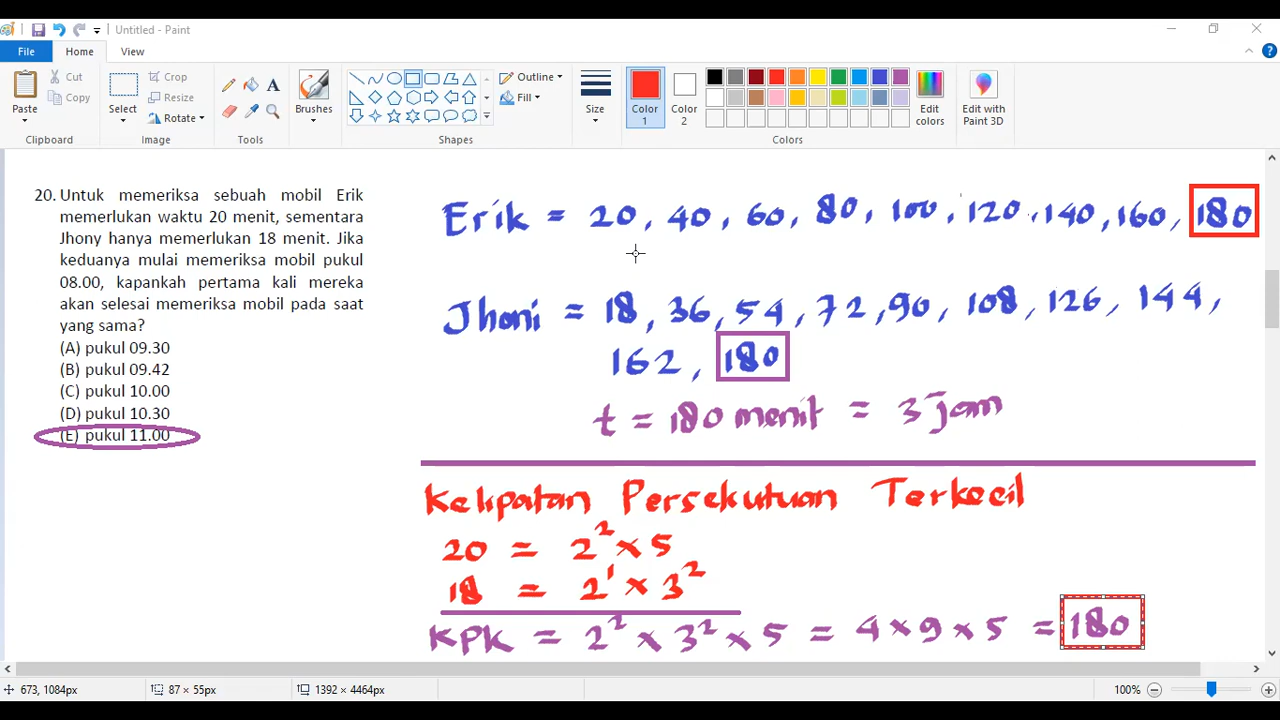 Untitled - Paint
File Home View
Paste
Cut
Copy
Clipboard
Select
Crop
Resize
Rotate
Image
A
Tools
Brushes
Outline
Fill
Shapes
Size
Color 1
Color 2
Edit colors
Colors
Edit with Paint 3D
20. Untuk memeriksa sebuah mobil Erik
memerlukan waktu 20 menit, sementara
Jhony hanya memerlukan 18 menit. Jika
keduanya mulai memeriksa mobil pukul
08.00, kapankah pertama kali mereka
akan selesai memeriksa mobil pada saat
yang sama?
(A) pukul 09.30
(B) pukul 09.42
(C) pukul 10.00
(D) pukul 10.30
(E) pukul 11.00
Erik = 20, 40, 60, 80, 100, 120, 140, 160, 180
Jhoni = 18, 36, 54, 72, 90, 108, 126, 144,
162, 180
t = 180 menit = 3 jam
Kelipatan Persekutuan Terkecil
20 = 2² × 5
18 = 2¹ × 3²
KPK = 2² × 3² × 5 = 4 × 9 × 5 = 180
673, 1084px
87 × 55px
1392 × 4464px
100%